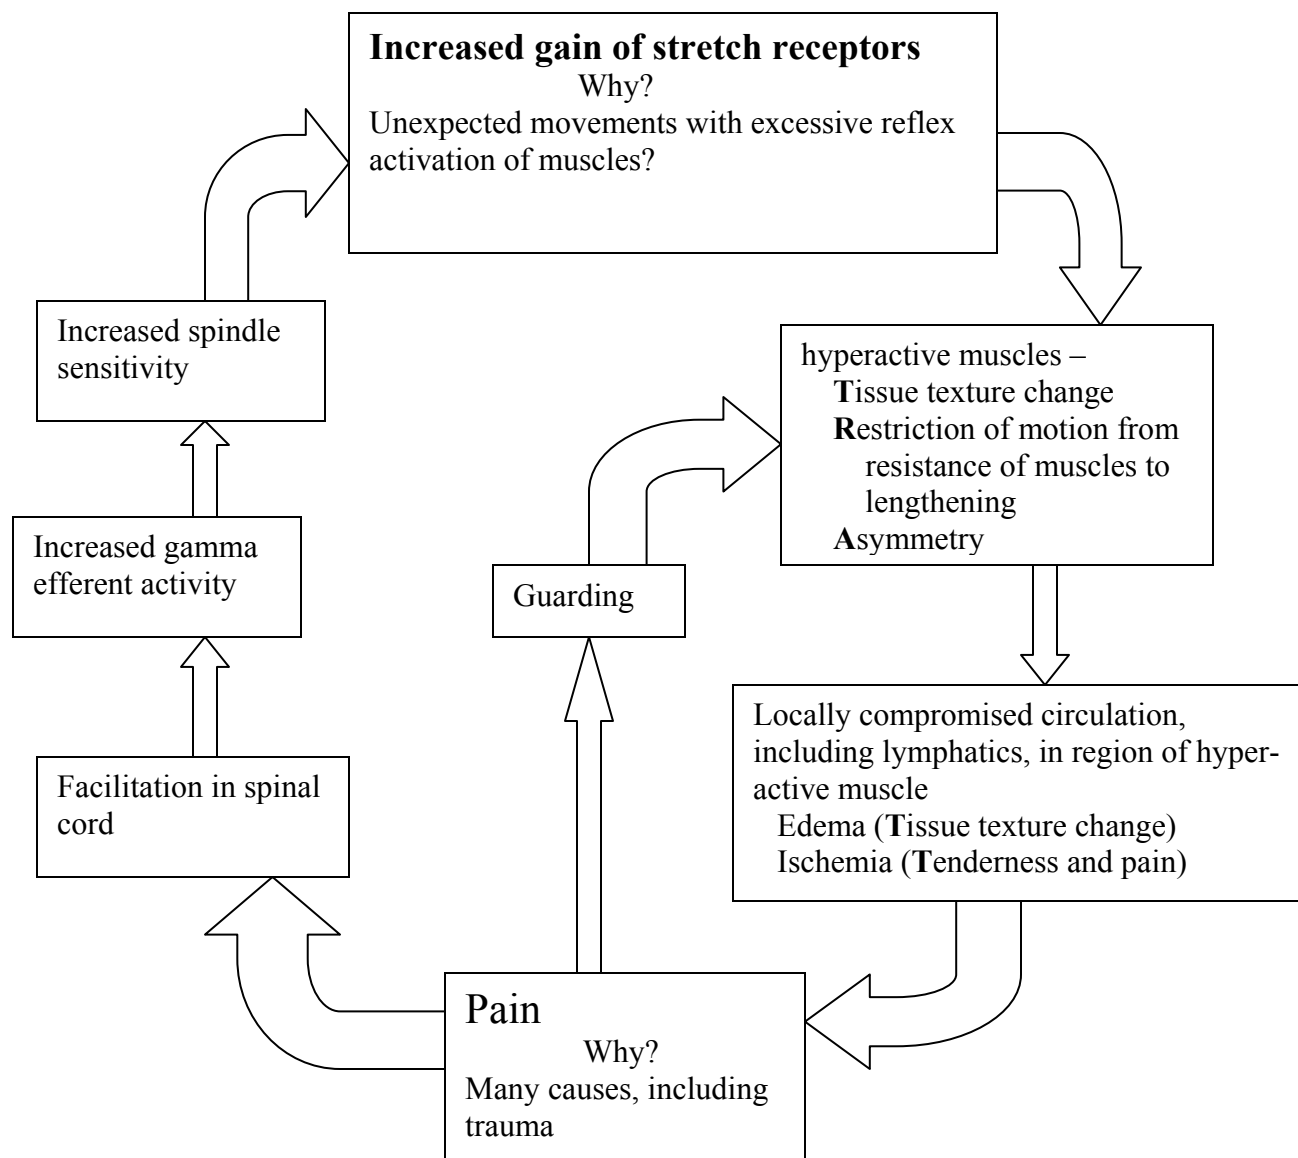 Increased gain of stretch receptors
Why?
Unexpected movements with excessive reflex
activation of muscles?
Increased spindle
sensitivity
hyperactive muscles –
Tissue texture change
Restriction of motion from
resistance of muscles to
lengthening
Asymmetry
Increased gamma
efferent activity
Guarding
Locally compromised circulation,
including lymphatics, in region of hyper-
active muscle
Edema (Tissue texture change)
Ischemia (Tenderness and pain)
Facilitation in spinal
cord
Pain
Why?
Many causes, including
trauma